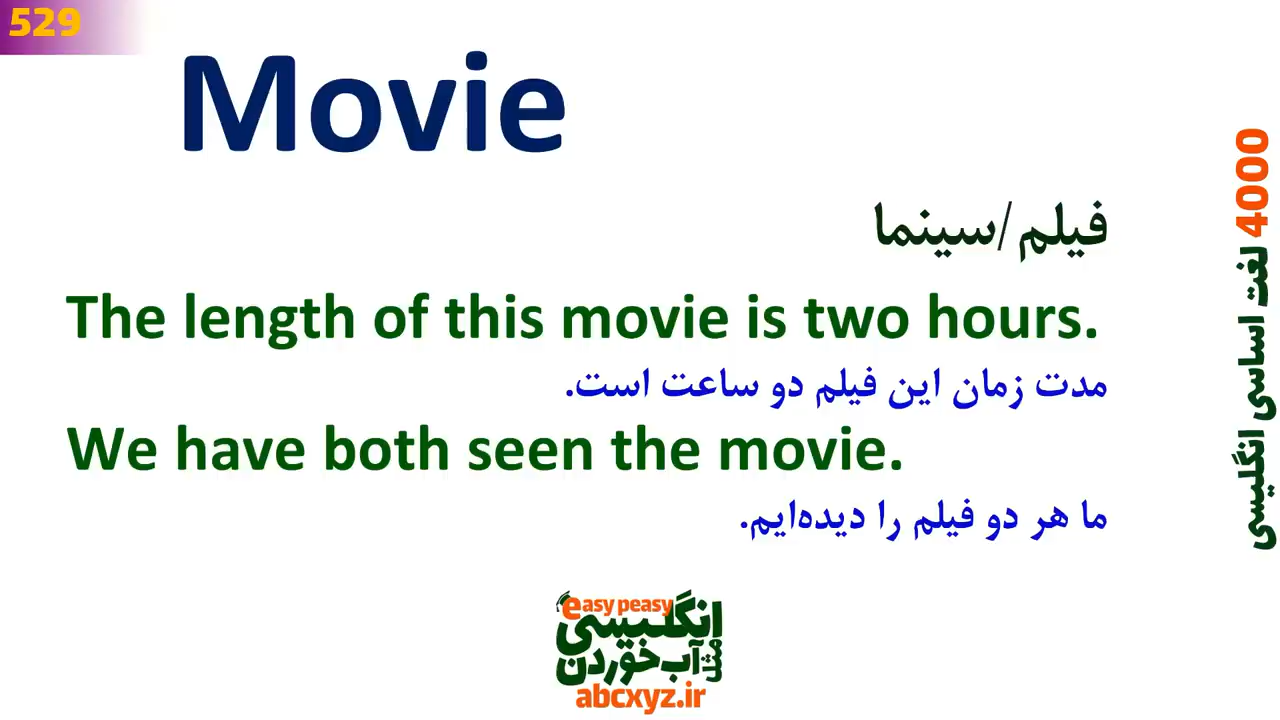 529
Movie
فیلم/سینما
The length of this movie is two hours.
مدت زمان این فیلم دو ساعت است.
We have both seen the movie.
ما هر دو فیلم را دیده‌ایم.
4000 لغت اساسی انگلیسی
easy peasy
انگلیسی
مثل آب خوردن
abcxyz.ir